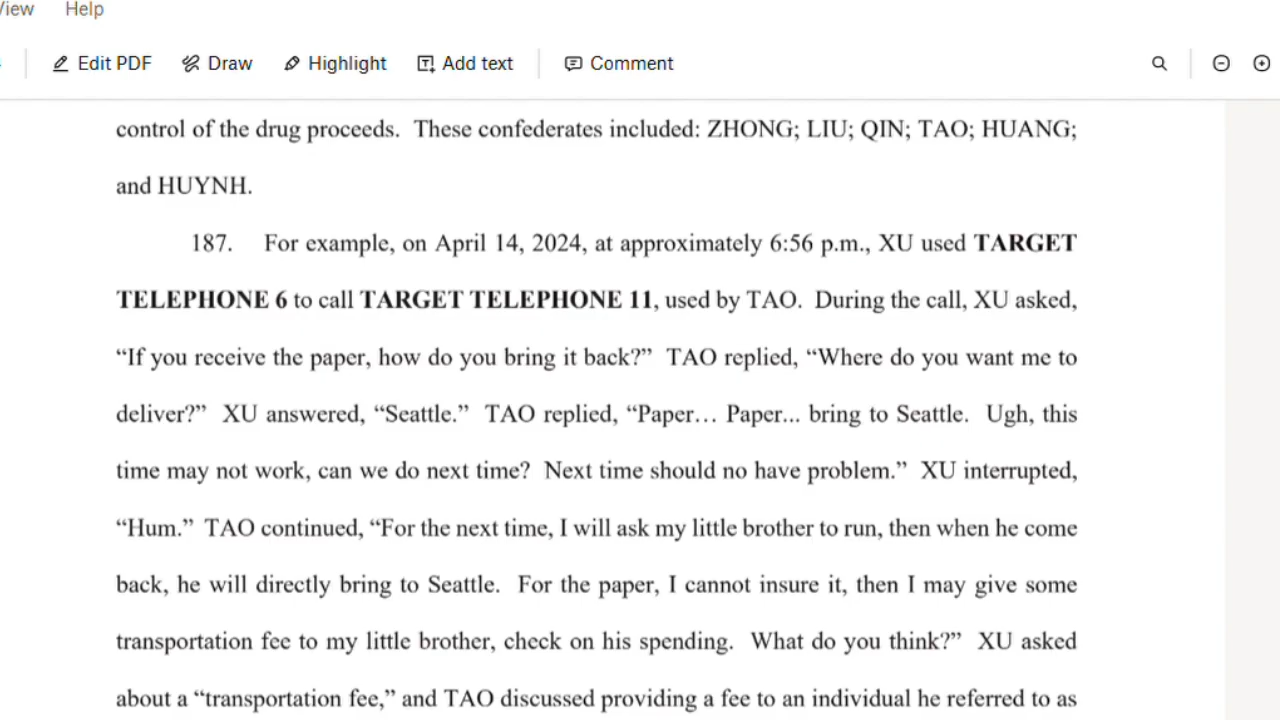 View Help
Edit PDF Draw Highlight Add text Comment
control of the drug proceeds. These confederates included: ZHONG; LIU; QIN; TAO; HUANG;
and HUYNH.
187. For example, on April 14, 2024, at approximately 6:56 p.m., XU used TARGET
TELEPHONE 6 to call TARGET TELEPHONE 11, used by TAO. During the call, XU asked,
“If you receive the paper, how do you bring it back?” TAO replied, “Where do you want me to
deliver?” XU answered, “Seattle.” TAO replied, “Paper… Paper... bring to Seattle. Ugh, this
time may not work, can we do next time? Next time should no have problem.” XU interrupted,
“Hum.” TAO continued, “For the next time, I will ask my little brother to run, then when he come
back, he will directly bring to Seattle. For the paper, I cannot insure it, then I may give some
transportation fee to my little brother, check on his spending. What do you think?” XU asked
about a “transportation fee,” and TAO discussed providing a fee to an individual he referred to as